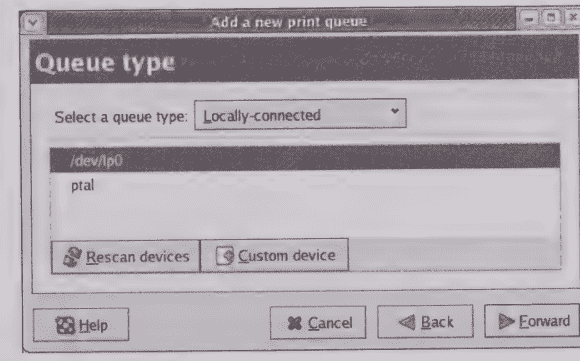 Add a new print queue
Queue type
Select a queue type: Locally-connected
/dev/lp0
ptal
Rescan devices Custom device
Help Cancel Back Forward